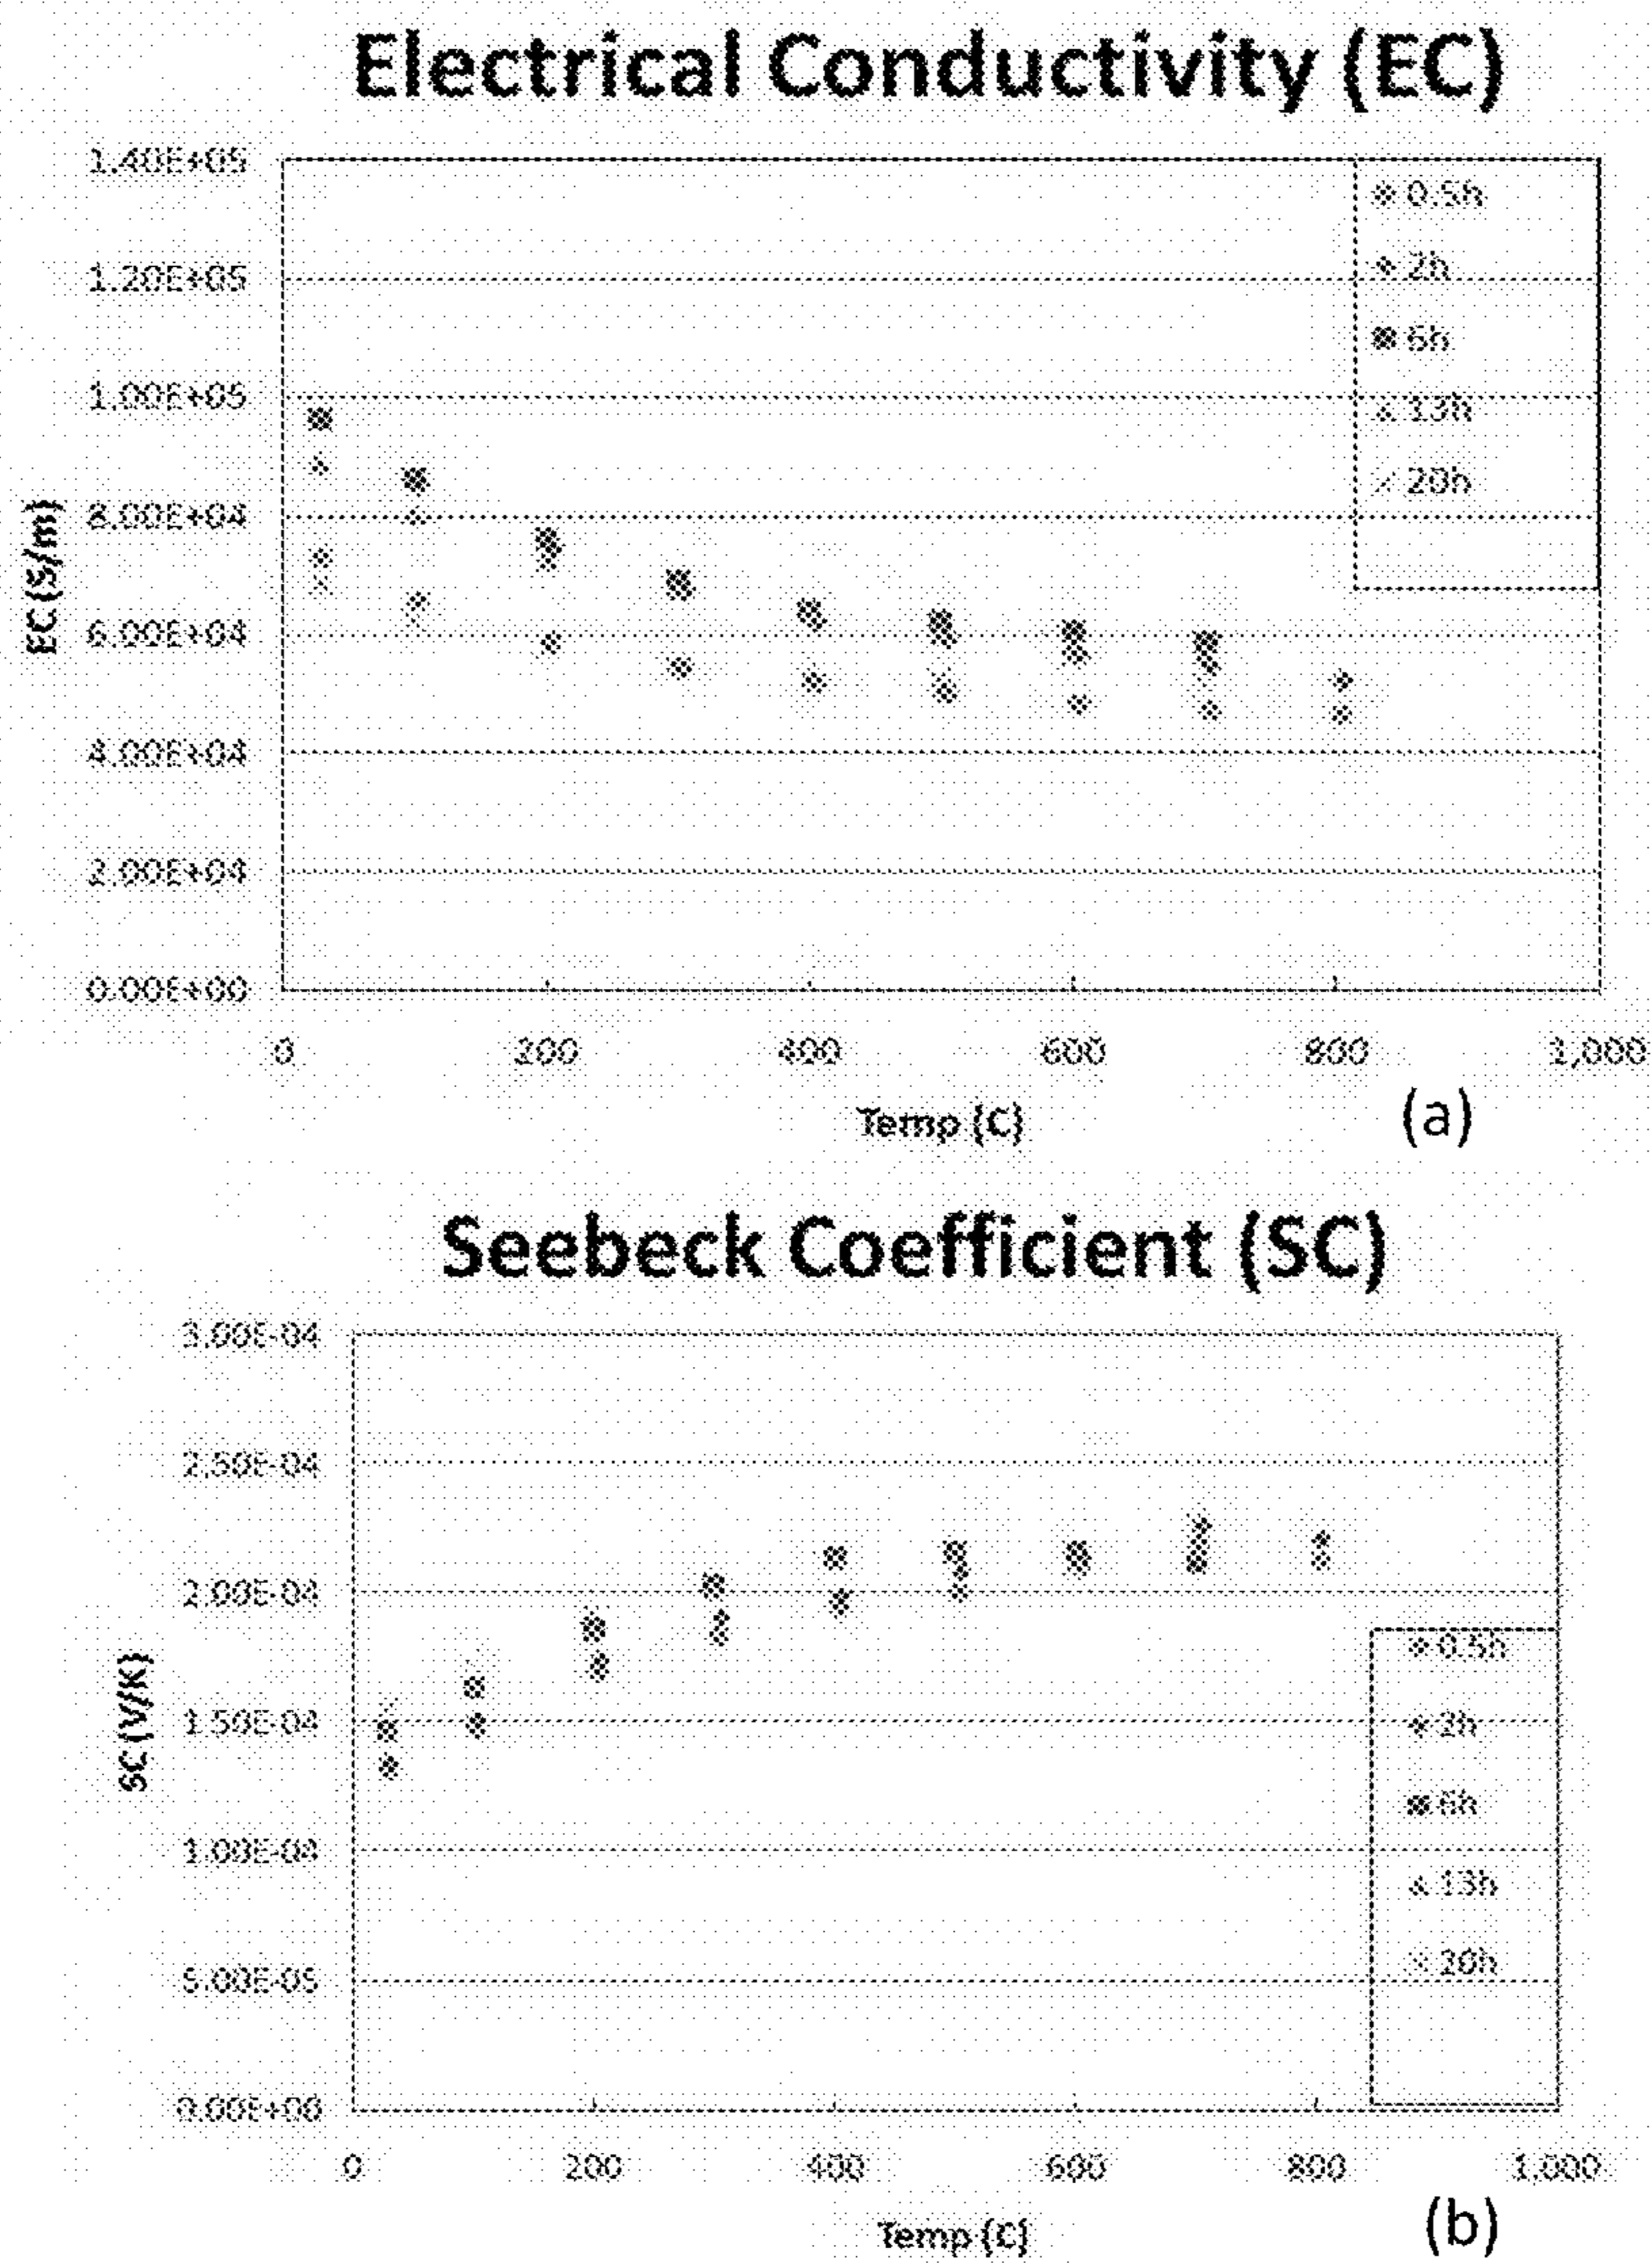 Electrical Conductivity (EC)
1.40E+05
1.20E+05
1.00E+05
8.00E+04
6.00E+04
4.00E+04
2.00E+04
0.00E+00
EC (S/m)
0.5h
2h
6h
13h
20h
0 200 400 600 800 1,000
Temp (C)
(a)
Seebeck Coefficient (SC)
3.00E-04
2.50E-04
2.00E-04
1.50E-04
1.00E-04
5.00E-05
0.00E+00
SC (V/K)
0.5h
2h
6h
13h
20h
0 200 400 600 800 1,000
Temp (C)
(b)